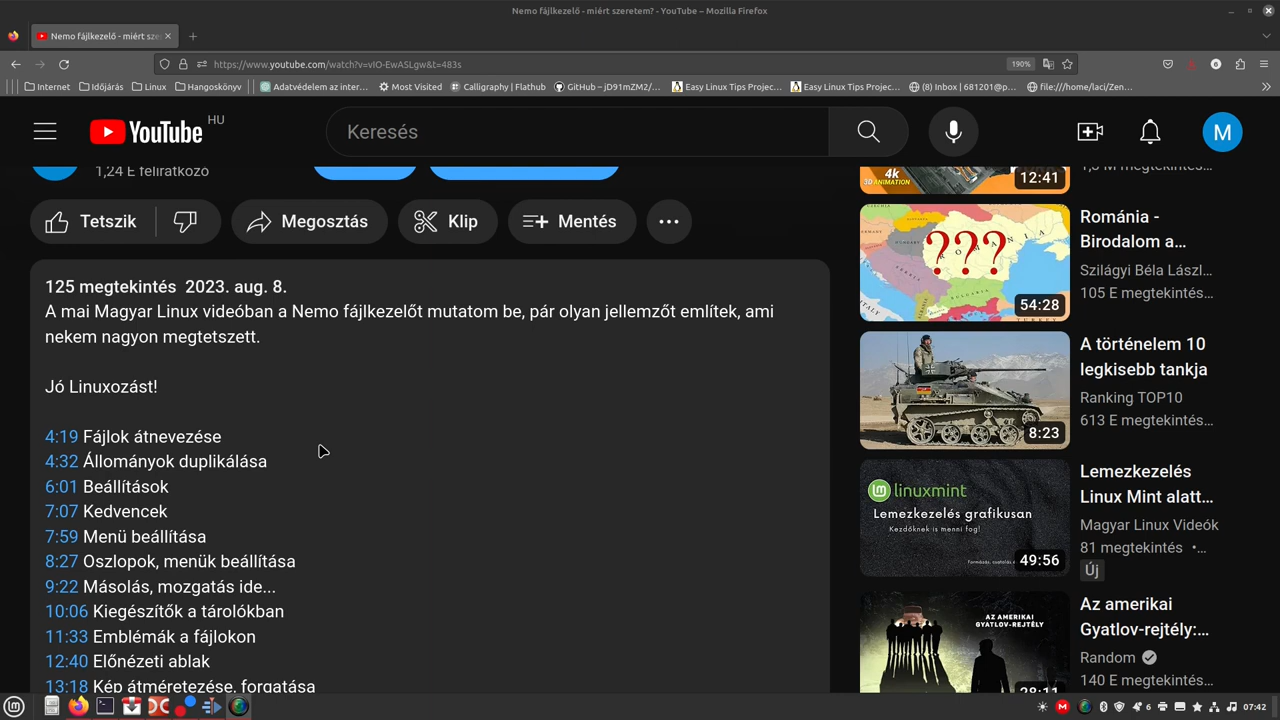 Nemo fájlkezelő - miért szeretem? - YouTube – Mozilla Firefox
Nemo fájlkezelő - miért sze
https://www.youtube.com/watch?v=vIO-EwASLgw&t=483s
190%
Internet
Időjárás
Linux
Hangoskönyv
Adatvédelem az inter…
Most Visited
Calligraphy | Flathub
GitHub – jD91mZM2/…
Easy Linux Tips Projec…
Easy Linux Tips Projec…
(8) Inbox | 681201@p…
file:///home/laci/Zen…
YouTube HU
Keresés
M
1,24 E feliratkozó
Tetszik
Megosztás
Klip
Mentés
125 megtekintés 2023. aug. 8.
A mai Magyar Linux videóban a Nemo fájlkezelőt mutatom be, pár olyan jellemzőt említek, ami
nekem nagyon megtetszett.
Jó Linuxozást!
4:19 Fájlok átnevezése
4:32 Állományok duplikálása
6:01 Beállítások
7:07 Kedvencek
7:59 Menü beállítása
8:27 Oszlopok, menük beállítása
9:22 Másolás, mozgatás ide...
10:06 Kiegészítők a tárolókban
11:33 Emblémák a fájlokon
12:40 Előnézeti ablak
13:18 Kép átméretezése, forgatása
4k
3D ANIMATION
12:41
???
54:28
Románia -
Birodalom a…
Szilágyi Béla Lászl…
105 E megtekintés…
8:23
A történelem 10
legkisebb tankja
Ranking TOP10
613 E megtekintés…
linuxmint
Lemezkezelés grafikusan
Kezdőknek is menni fog!
49:56
Lemezkezelés
Linux Mint alatt…
Magyar Linux Videók
81 megtekintés •…
Új
AZ AMERIKAI
GYATLOV-REJTÉLY:
28:11
Az amerikai
Gyatlov-rejtély:…
Random
140 E megtekintés…
6
07:42